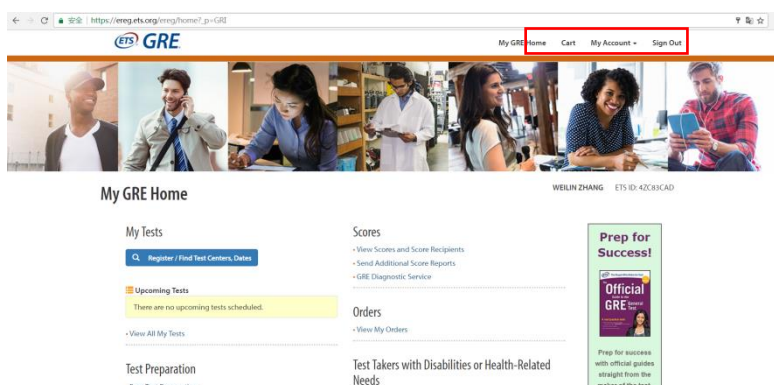 安全 | https://ereg.ets.org/ereg/home?_p=GRI
ETS GRE
My GRE Home Cart My Account Sign Out
My GRE Home
WEILIN ZHANG ETS ID: 4ZC83CAD
My Tests
Register / Find Test Centers, Dates
Upcoming Tests
There are no upcoming tests scheduled.
• View All My Tests
Test Preparation
Scores
• View Scores and Score Recipients
• Send Additional Score Reports
• GRE Diagnostic Service
Orders
• View My Orders
Test Takers with Disabilities or Health-Related
Needs
Prep for
Success!
Official
GRE
Prep for success
with official guides
straight from the